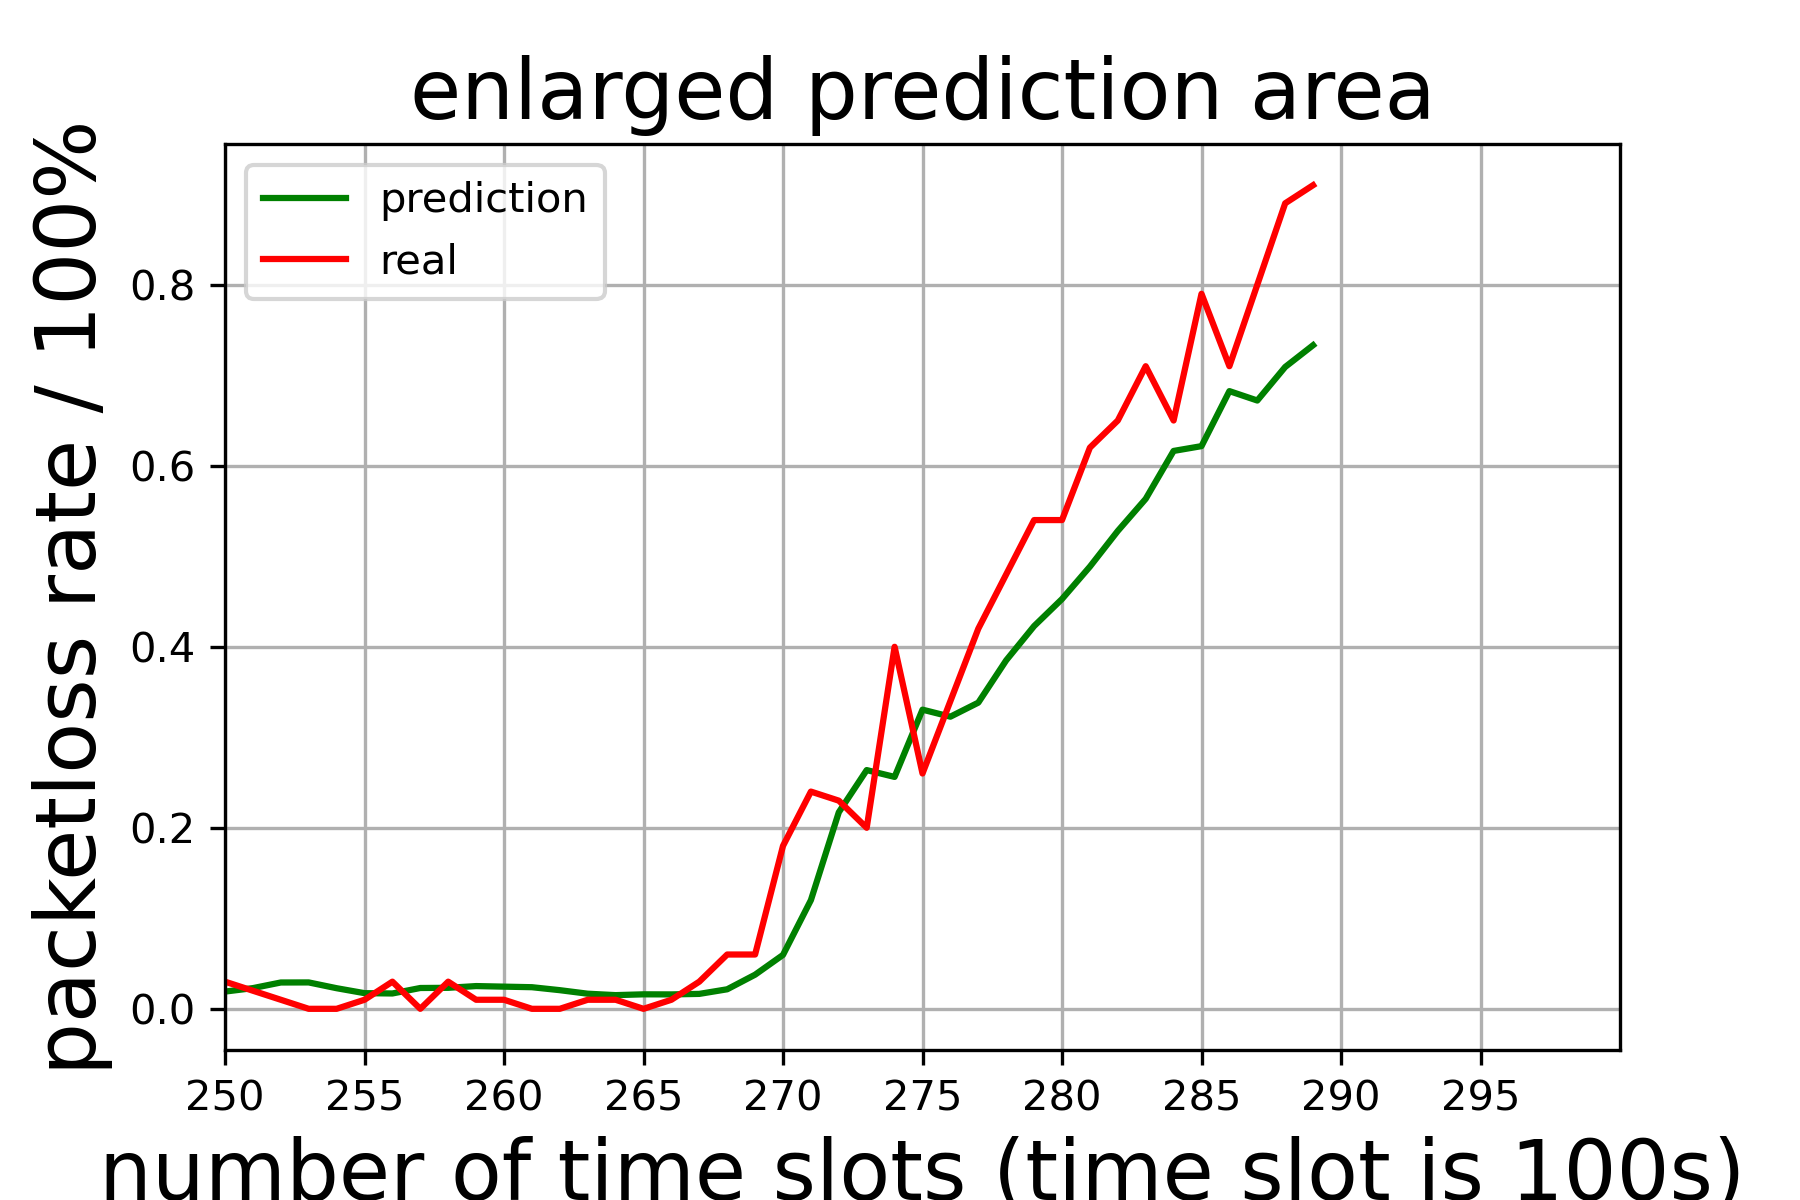 enlarged prediction area
packetloss rate / 100%
prediction
real
0.8
0.6
0.4
0.2
0.0
250 255 260 265 270 275 280 285 290 295
number of time slots (time slot is 100s)